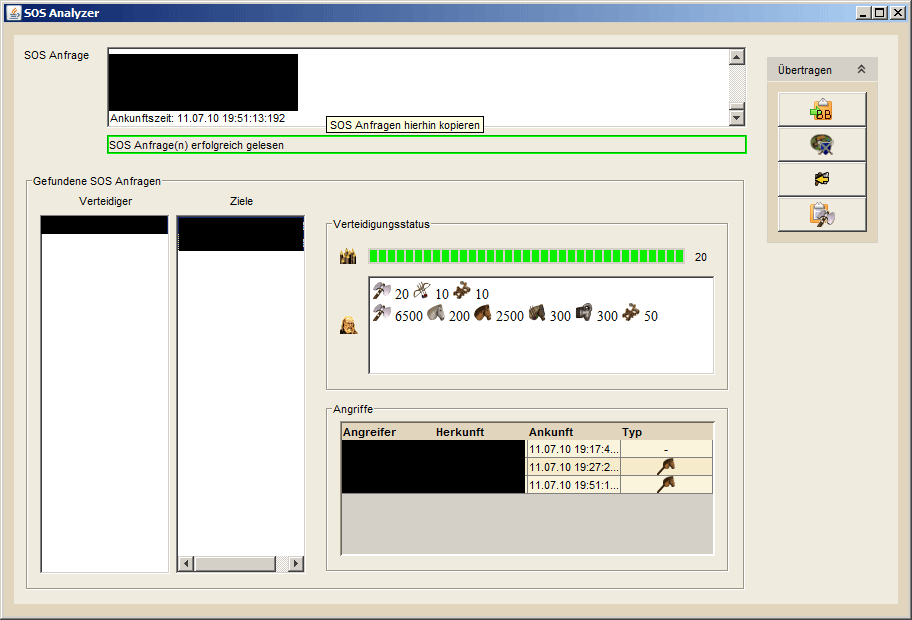 SOS Analyzer
SOS Anfrage
Ankunftszeit: 11.07.10 19:51:13:192
SOS Anfragen hierhin kopieren
SOS Anfrage(n) erfolgreich gelesen
Übertragen
BB
Gefundene SOS Anfragen
Verteidiger
Ziele
Verteidigungsstatus
20
20 10 10
6500 200 2500 300 300 50
Angriffe
Angreifer Herkunft Ankunft Typ
11.07.10 19:17:4... -
11.07.10 19:27:2...
11.07.10 19:51:1...